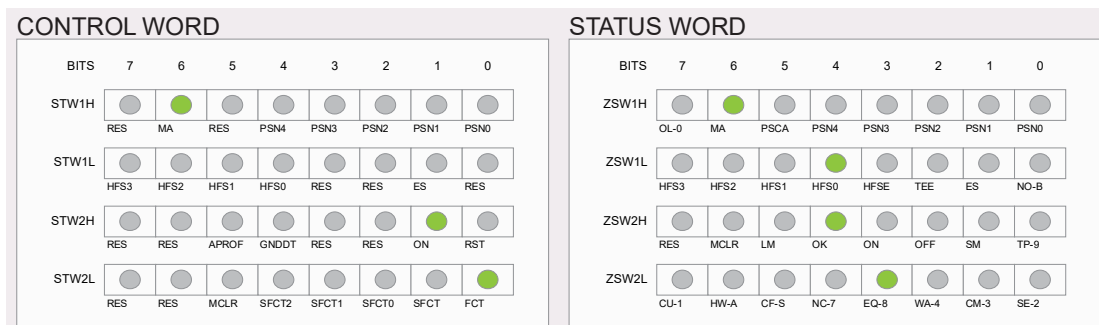 CONTROL WORD
BITS 7 6 5 4 3 2 1 0
STW1H
RES MA RES PSN4 PSN3 PSN2 PSN1 PSN0
STW1L
HFS3 HFS2 HFS1 HFS0 RES RES ES RES
STW2H
RES RES APROF GNDDT RES RES ON RST
STW2L
RES RES MCLR SFCT2 SFCT1 SFCT0 SFCT FCT
STATUS WORD
BITS 7 6 5 4 3 2 1 0
ZSW1H
OL-0 MA PSCA PSN4 PSN3 PSN2 PSN1 PSN0
ZSW1L
HFS3 HFS2 HFS1 HFS0 HFSE TEE ES NO-B
ZSW2H
RES MCLR LM OK ON OFF SM TP-9
ZSW2L
CU-1 HW-A CF-S NC-7 EQ-8 WA-4 CM-3 SE-2